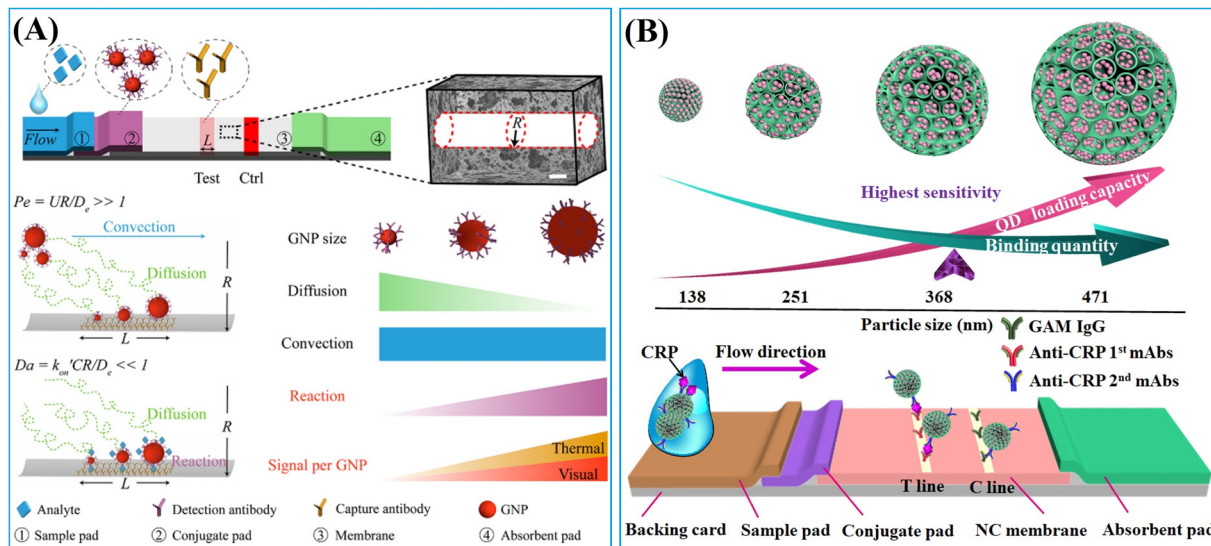 (A)
Flow
①
②
L
③
④
R
Test
Ctrl
Pe = UR/Dₑ >> 1
Convection
Diffusion
R
L
Da = kₒₙ'CR/Dₑ << 1
Diffusion
R
Reaction
L
GNP size
Diffusion
Convection
Reaction
Signal per GNP
Thermal
Visual
Analyte
Detection antibody
Capture antibody
GNP
① Sample pad
② Conjugate pad
③ Membrane
④ Absorbent pad
(B)
Highest sensitivity
QD loading capacity
Binding quantity
138
251
368
471
Particle size (nm)
GAM IgG
Anti-CRP 1st mAbs
Anti-CRP 2nd mAbs
CRP
Flow direction
T line
C line
Backing card
Sample pad
Conjugate pad
NC membrane
Absorbent pad